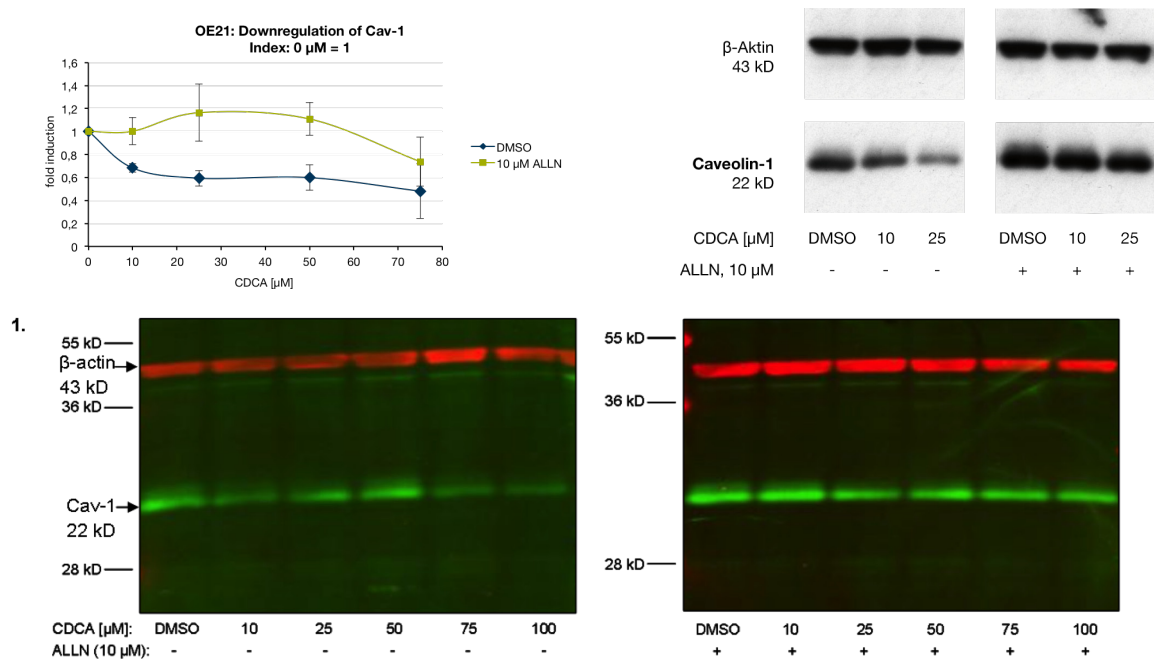 OE21: Downregulation of Cav-1
Index: 0 µM = 1
1,6
1,4
1,2
1
0,8
0,6
0,4
0,2
0
fold induction
0 10 20 30 40 50 60 70 80
CDCA [µM]
DMSO
10 µM ALLN
β-Aktin
43 kD
Caveolin-1
22 kD
CDCA [µM] DMSO 10 25 DMSO 10 25
ALLN, 10 µM - - - + + +
1.
55 kD
β-actin
43 kD
36 kD
Cav-1
22 kD
28 kD
CDCA [µM]: DMSO 10 25 50 75 100
ALLN (10 µM): - - - - - -
55 kD
36 kD
28 kD
DMSO 10 25 50 75 100
+ + + + + +